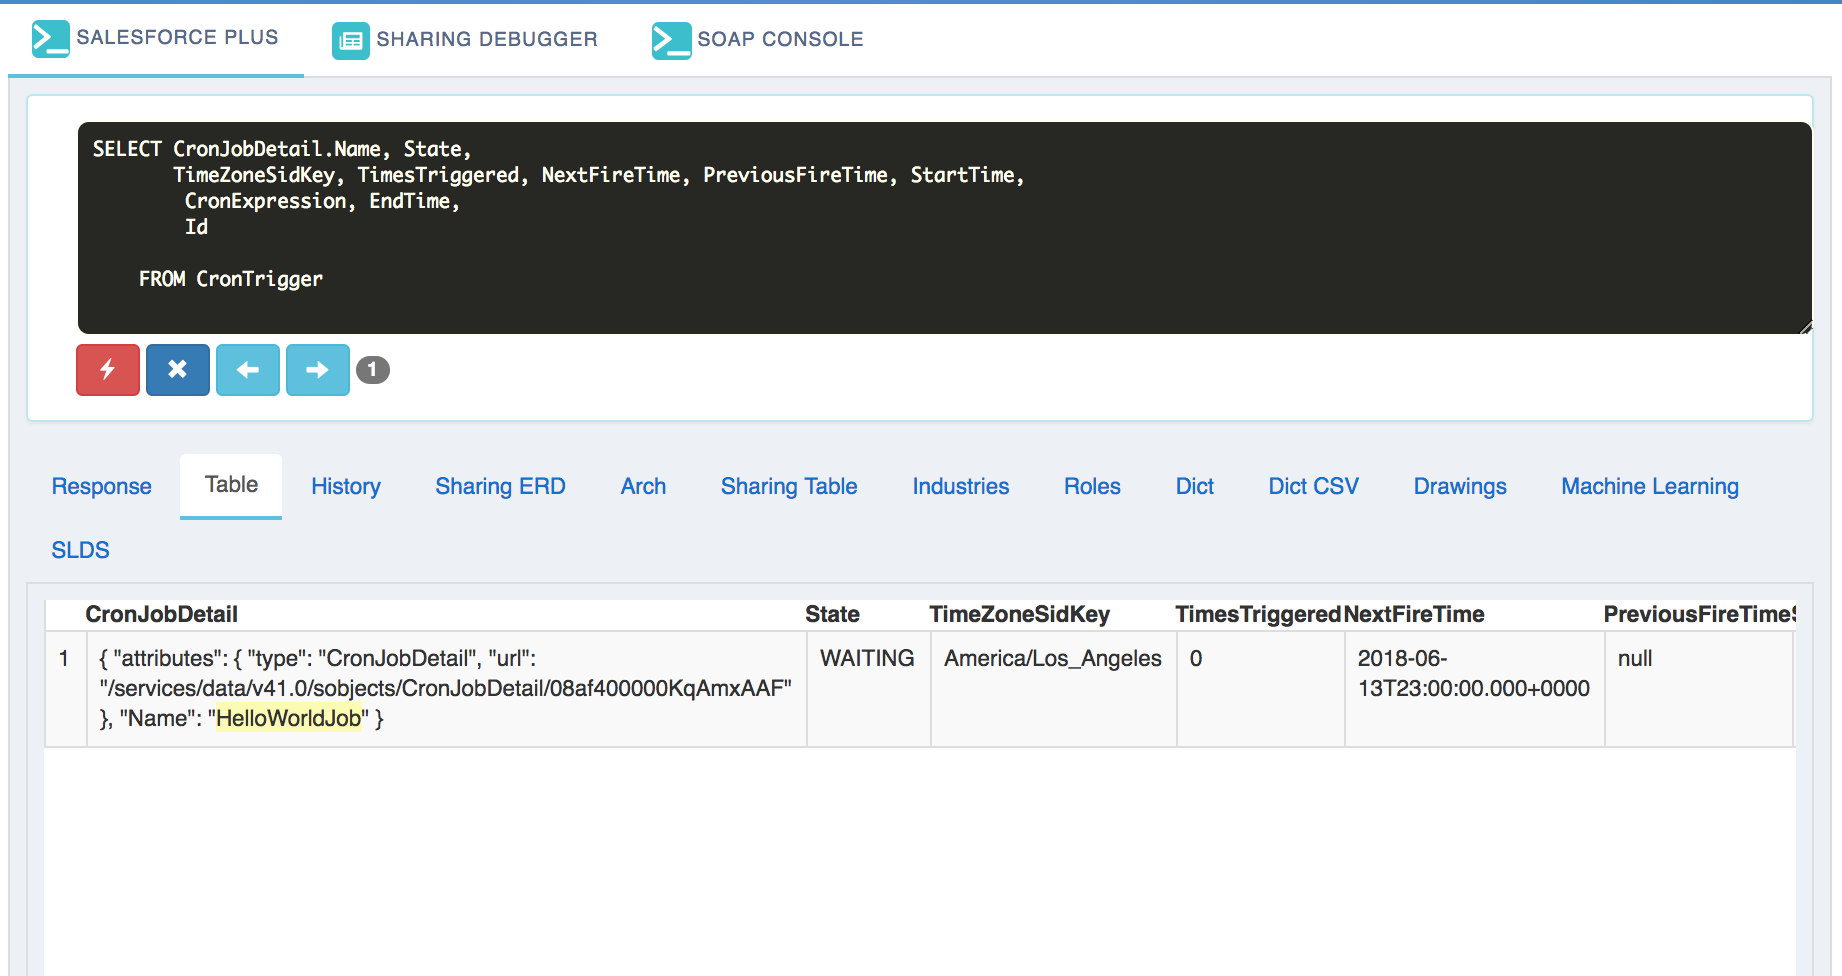 SALESFORCE PLUS SHARING DEBUGGER SOAP CONSOLE
SELECT CronJobDetail.Name, State,
TimeZoneSidKey, TimesTriggered, NextFireTime, PreviousFireTime, StartTime,
CronExpression, EndTime,
Id
FROM CronTrigger
1
Response Table History Sharing ERD Arch Sharing Table Industries Roles Dict Dict CSV Drawings Machine Learning
SLDS
CronJobDetail State TimeZoneSidKey TimesTriggered NextFireTime PreviousFireTime
1 { "attributes": { "type": "CronJobDetail", "url": WAITING America/Los_Angeles 0 2018-06- null
"/services/data/v41.0/sobjects/CronJobDetail/08af400000KqAmxAAF" 13T23:00:00.000+0000
}, "Name": "HelloWorldJob" }